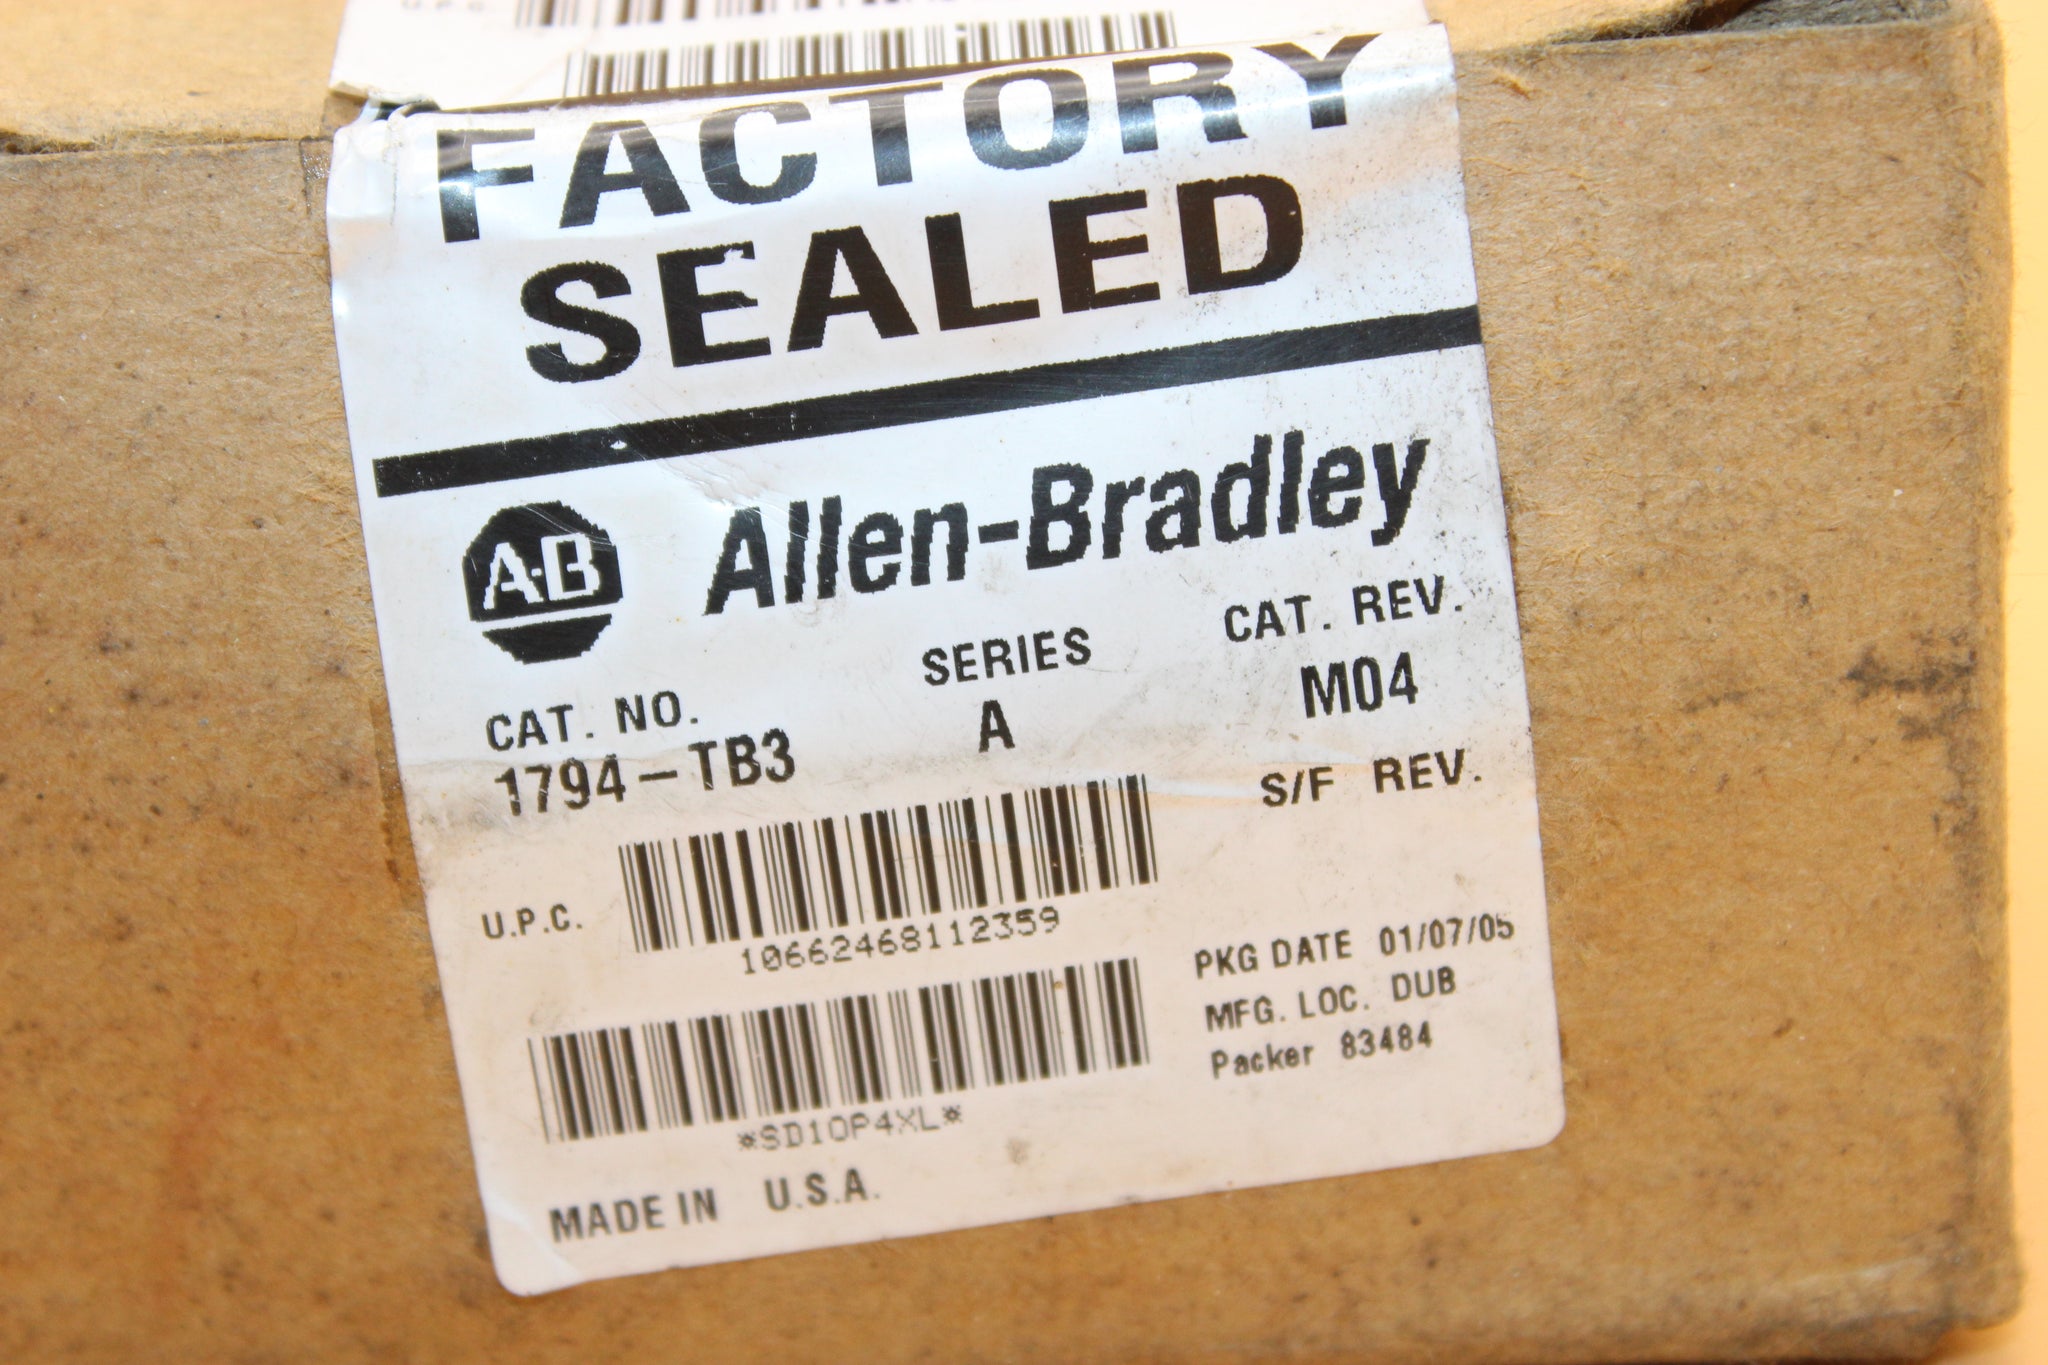 U.P.C.
FACTORY
SEALED
A-B Allen-Bradley
CAT. NO. SERIES CAT. REV.
1794-TB3 A M04
S/F REV.
U.P.C.
10662468112359
PKG DATE 01/07/05
MFG. LOC. DUB
Packer 83484
*SD10P4XL*
MADE IN U.S.A.